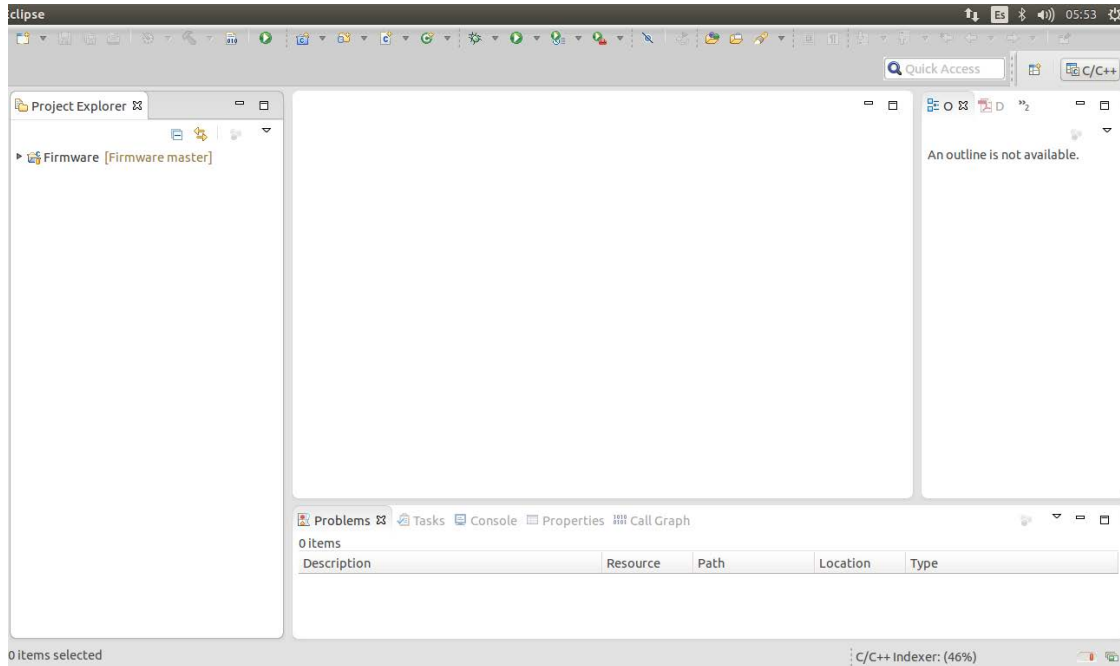 clipse
Es 05:53
010
Quick Access C/C++
Project Explorer
O D »2
Firmware [Firmware master]
An outline is not available.
Problems Tasks Console Properties Call Graph
0 items
Description Resource Path Location Type
0 items selected
C/C++ Indexer: (46%)